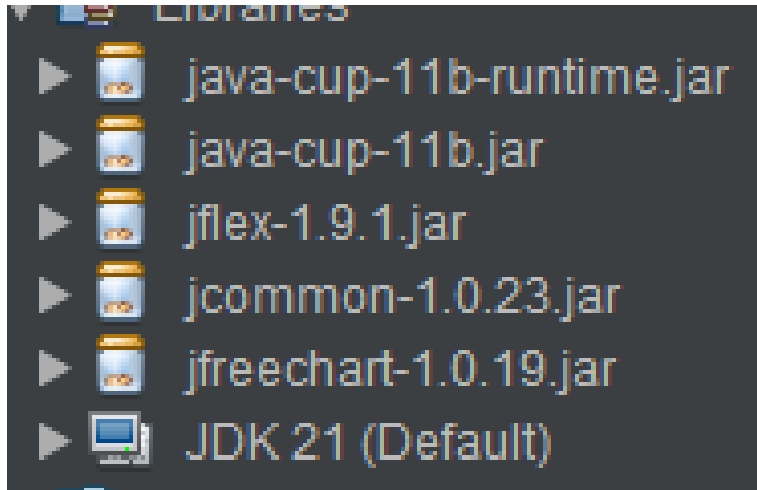 Libraries
java-cup-11b-runtime.jar
java-cup-11b.jar
jflex-1.9.1.jar
jcommon-1.0.23.jar
jfreechart-1.0.19.jar
JDK 21 (Default)